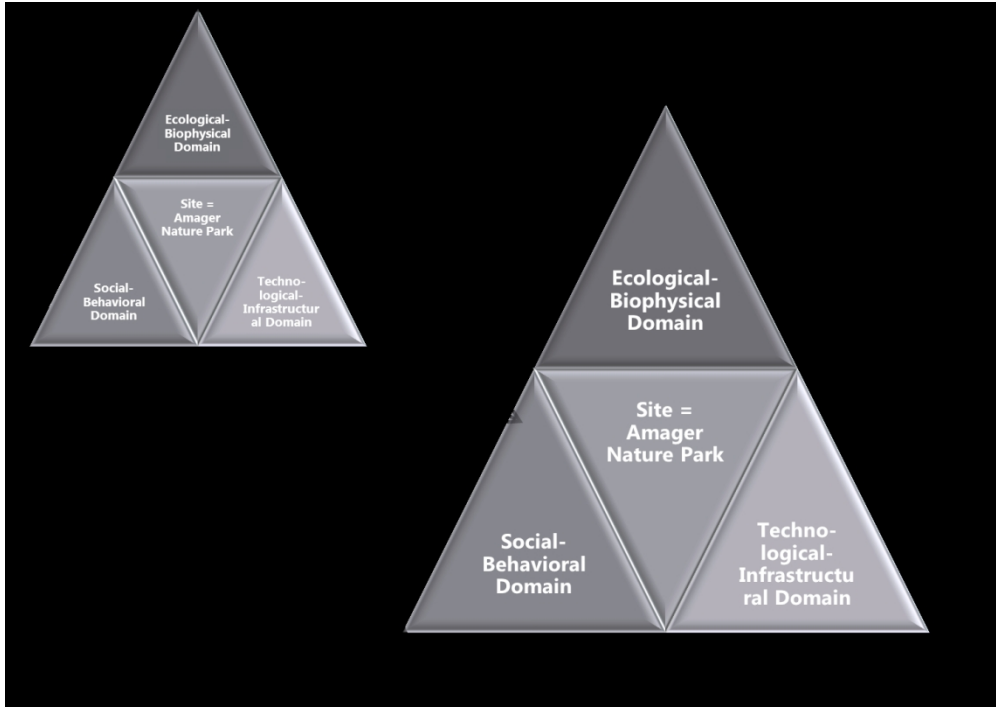 Ecological-
Biophysical
Domain
Site =
Amager
Nature Park
Social-
Behavioral
Domain
Techno-
logical-
Infrastructur
al Domain
Ecological-
Biophysical
Domain
Site =
Amager
Nature Park
Social-
Behavioral
Domain
Techno-
logical-
Infrastructu
ral Domain